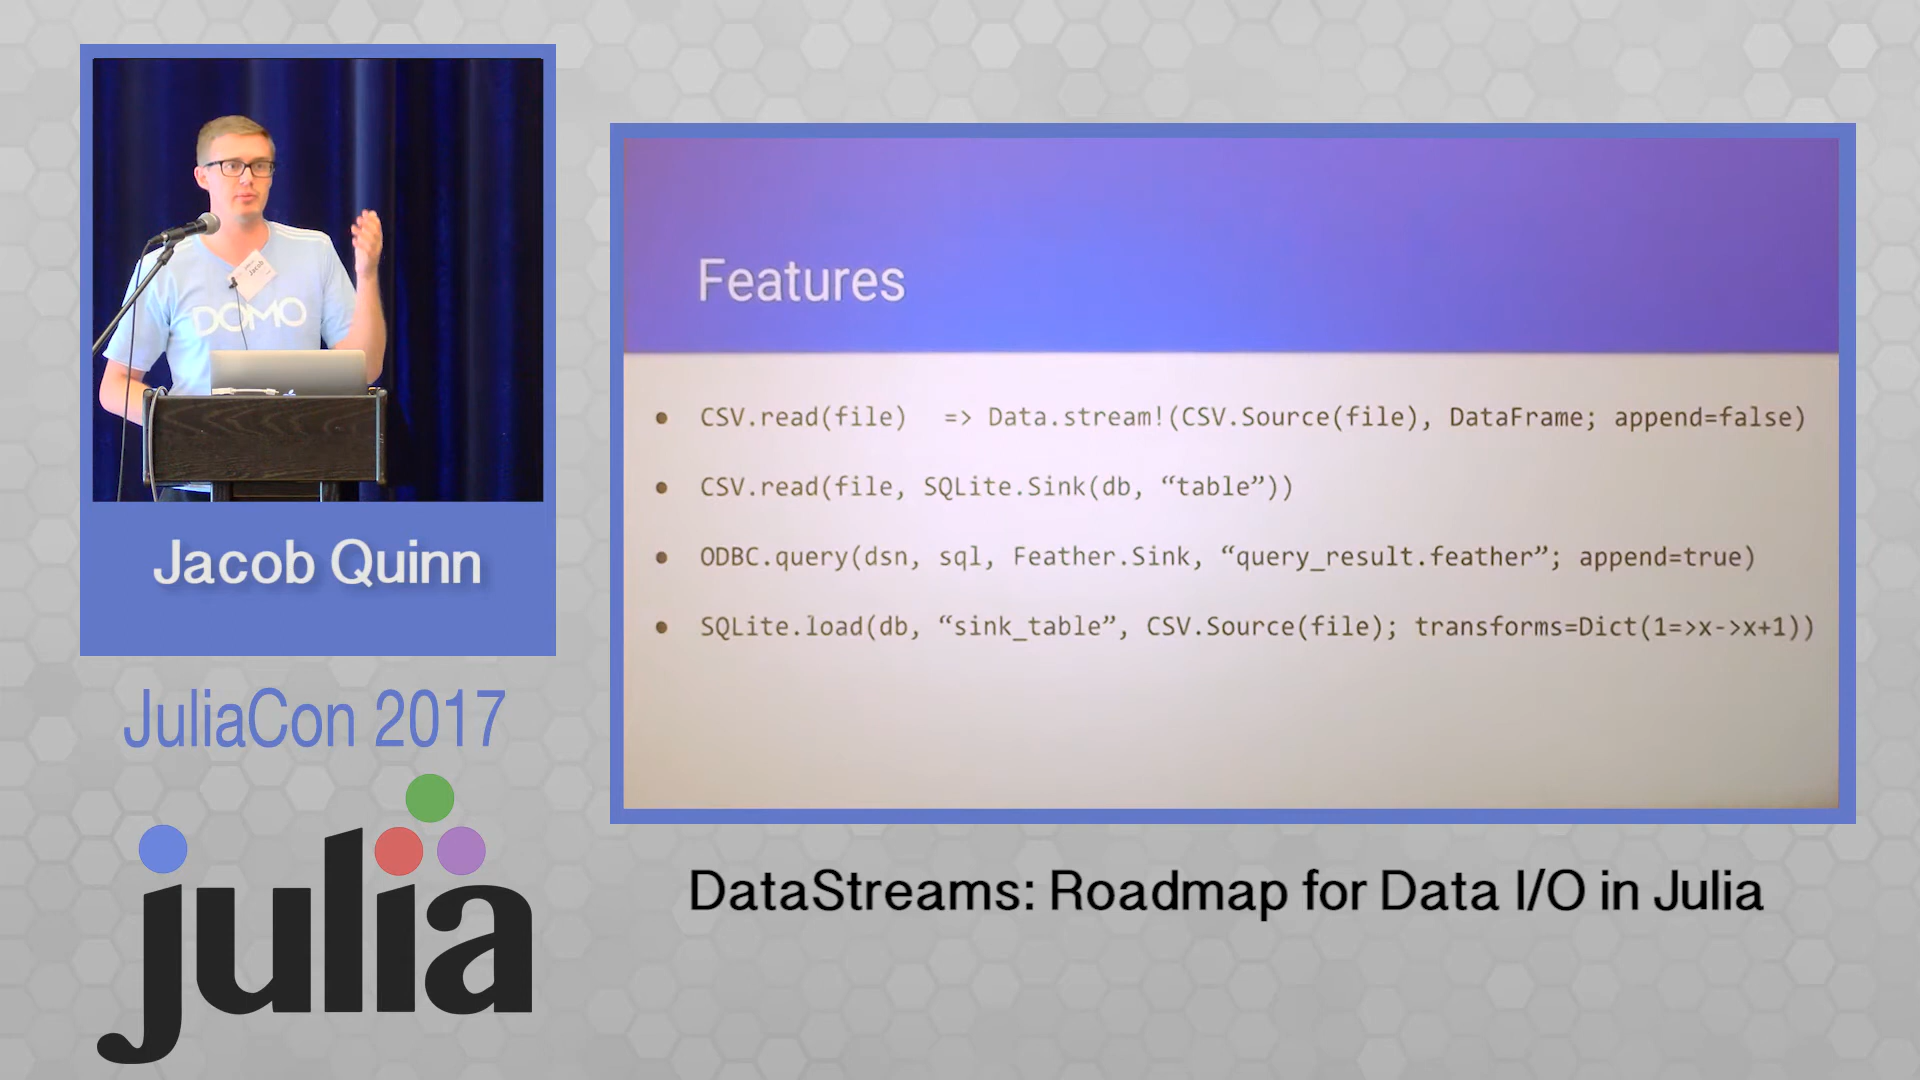 Jacob
DOMO
Jacob Quinn
JuliaCon 2017
julia
Features
• CSV.read(file) => Data.stream!(CSV.Source(file), DataFrame; append=false)
• CSV.read(file, SQLite.Sink(db, “table”))
• ODBC.query(dsn, sql, Feather.Sink, “query_result.feather”; append=true)
• SQLite.load(db, “sink_table”, CSV.Source(file); transforms=Dict(1=>x->x+1))
DataStreams: Roadmap for Data I/O in Julia